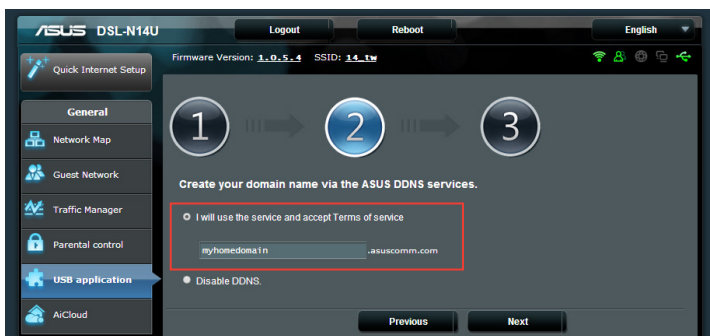 ASUS DSL-N14U Logout Reboot English
Quick Internet Setup
Firmware Version: 1.0.5.4 SSID: 14_tw
General
Network Map
Guest Network
Traffic Manager
Parental control
USB application
AiCloud
1 2 3
Create your domain name via the ASUS DDNS services.
I will use the service and accept Terms of service
myhomedomain .asuscomm.com
Disable DDNS.
Previous Next